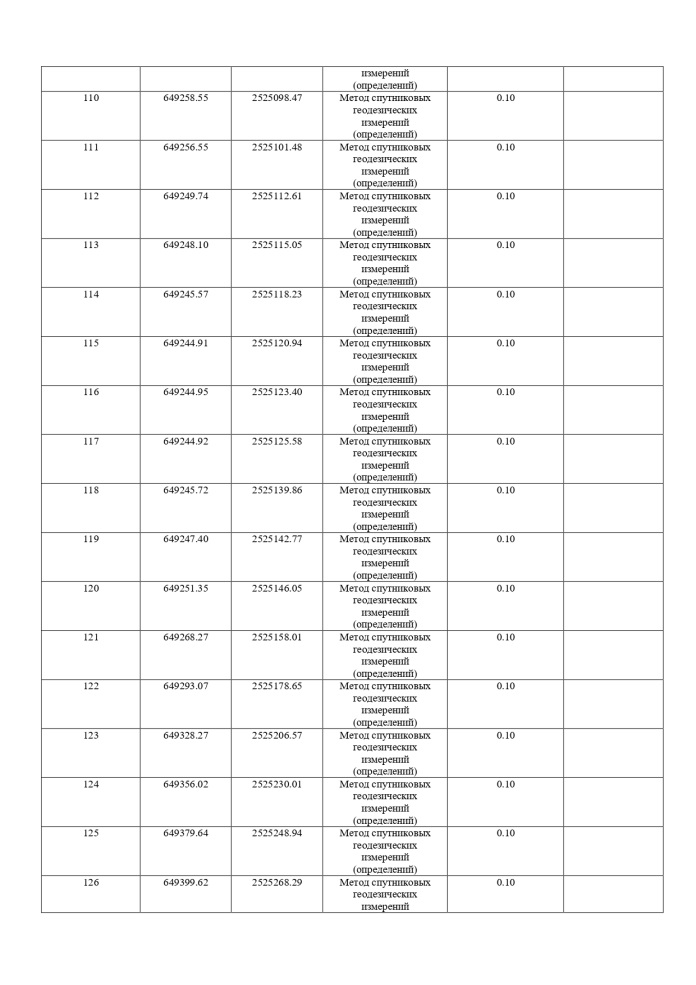 измерений
(определений)
110 649258.55 2525098.47 Метод спутниковых 0.10
геодезических
измерений
(определений)
111 649256.55 2525101.48 Метод спутниковых 0.10
геодезических
измерений
(определений)
112 649249.74 2525112.61 Метод спутниковых 0.10
геодезических
измерений
(определений)
113 649248.10 2525115.05 Метод спутниковых 0.10
геодезических
измерений
(определений)
114 649245.57 2525118.23 Метод спутниковых 0.10
геодезических
измерений
(определений)
115 649244.91 2525120.94 Метод спутниковых 0.10
геодезических
измерений
(определений)
116 649244.95 2525123.40 Метод спутниковых 0.10
геодезических
измерений
(определений)
117 649244.92 2525125.58 Метод спутниковых 0.10
геодезических
измерений
(определений)
118 649245.72 2525139.86 Метод спутниковых 0.10
геодезических
измерений
(определений)
119 649247.40 2525142.77 Метод спутниковых 0.10
геодезических
измерений
(определений)
120 649251.35 2525146.05 Метод спутниковых 0.10
геодезических
измерений
(определений)
121 649268.27 2525158.01 Метод спутниковых 0.10
геодезических
измерений
(определений)
122 649293.07 2525178.65 Метод спутниковых 0.10
геодезических
измерений
(определений)
123 649328.27 2525206.57 Метод спутниковых 0.10
геодезических
измерений
(определений)
124 649356.02 2525230.01 Метод спутниковых 0.10
геодезических
измерений
(определений)
125 649379.64 2525248.94 Метод спутниковых 0.10
геодезических
измерений
(определений)
126 649399.62 2525268.29 Метод спутниковых 0.10
геодезических
измерений